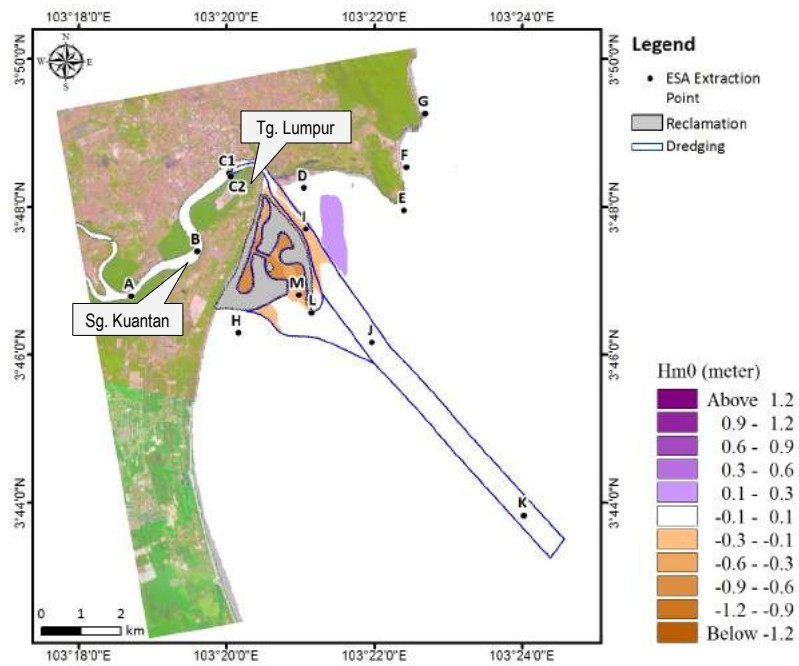 103°18'0"E 103°20'0"E 103°22'0"E 103°24'0"E
3°50'0"N
3°48'0"N
3°46'0"N
3°44'0"N
N
W E
S
G
Tg. Lumpur
C1
C2
D
F
E
I
B
A
M
L
Sg. Kuantan
H
J
K
0 1 2
km
3°50'0"N
3°48'0"N
3°46'0"N
3°44'0"N
103°18'0"E 103°20'0"E 103°22'0"E 103°24'0"E
Legend
ESA Extraction
Point
Reclamation
Dredging
Hm0 (meter)
Above 1.2
0.9 - 1.2
0.6 - 0.9
0.3 - 0.6
0.1 - 0.3
-0.1 - 0.1
-0.3 - -0.1
-0.6 - -0.3
-0.9 - -0.6
-1.2 - -0.9
Below -1.2